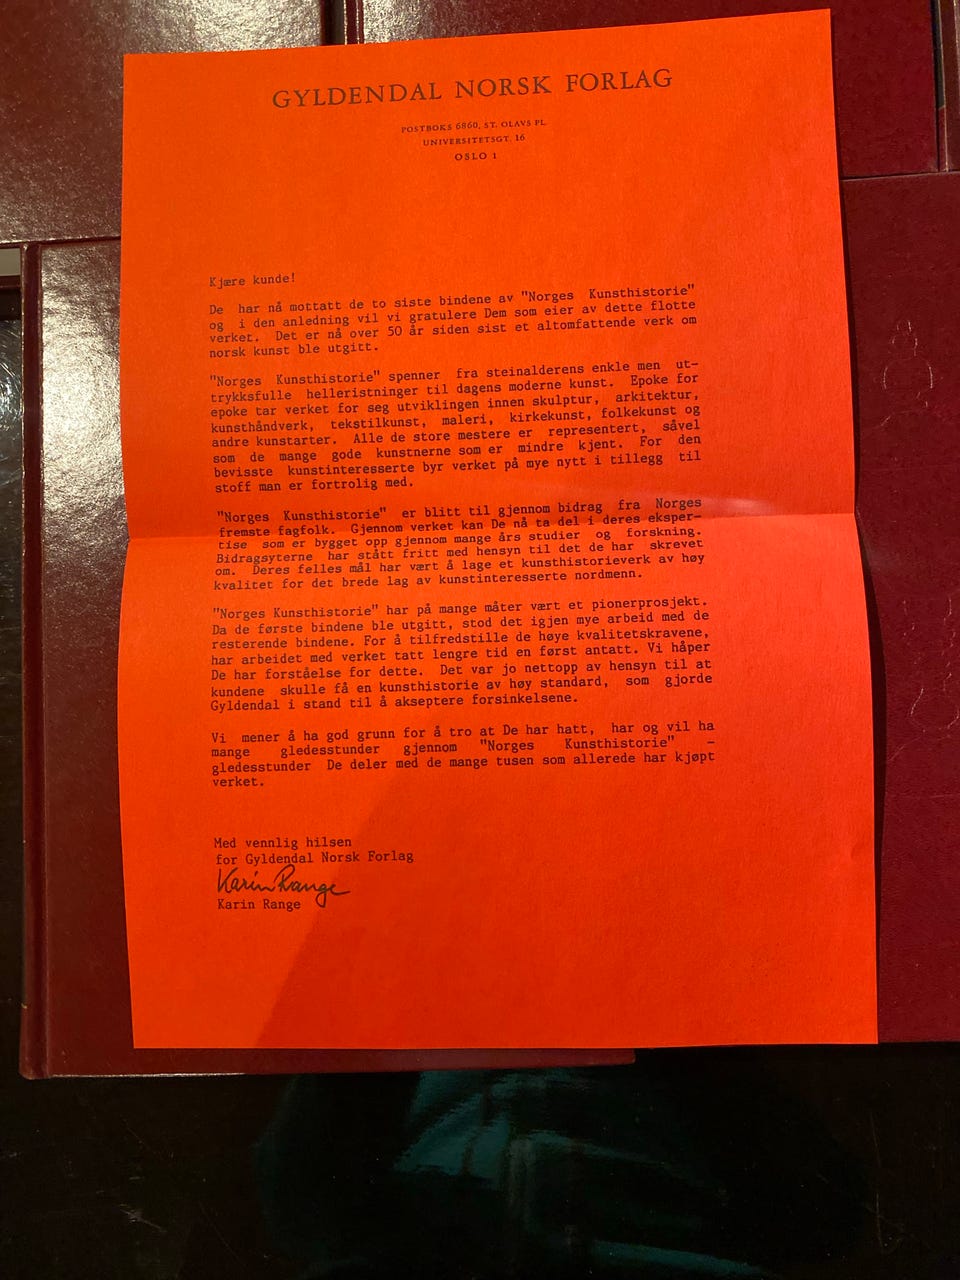 GYLDENDAL NORSK FORLAG
POSTBOKS 6860, ST. OLAVS PL.
UNIVERSITETSGT. 16
OSLO 1
Kjære kunde!
De har nå mottatt de to siste bindene av "Norges Kunsthistorie"
og i den anledning vil vi gratulere Dem som eier av dette flotte
verket. Det er nå over 50 år siden sist et altomfattende verk om
norsk kunst ble utgitt.
"Norges Kunsthistorie" spenner fra steinalderens enkle men ut-
trykksfulle helleristninger til dagens moderne kunst. Epoke for
epoke tar verket for seg utviklingen innen skulptur, arkitektur,
kunsthåndverk, tekstilkunst, maleri, kirkekunst, folkekunst og
andre kunstarter. Alle de store mestere er representert, såvel
som de mange gode kunstnerne som er mindre kjent. For den
bevisste kunstinteresserte byr verket på mye nytt i tillegg til
stoff man er fortrolig med.
"Norges Kunsthistorie" er blitt til gjennom bidrag fra Norges
fremste fagfolk. Gjennom verket kan De nå ta del i deres eksper-
tise som er bygget opp gjennom mange års studier og forskning.
Bidragsyterne har stått fritt med hensyn til det de har skrevet
om. Deres felles mål har vært å lage et kunsthistorieverk av høy
kvalitet for det brede lag av kunstinteresserte nordmenn.
"Norges Kunsthistorie" har på mange måter vært et pionerprosjekt.
Da de første bindene ble utgitt, stod det igjen mye arbeid med de
resterende bindene. For å tilfredstille de høye kvalitetskravene,
har arbeidet med verket tatt lengre tid en først antatt. Vi håper
De har forståelse for dette. Det var jo nettopp av hensyn til at
kundene skulle få en kunsthistorie av høy standard, som gjorde
Gyldendal i stand til å akseptere forsinkelsene.
Vi mener å ha god grunn for å tro at De har hatt, har og vil ha
mange gledesstunder gjennom "Norges Kunsthistorie" -
gledesstunder De deler med de mange tusen som allerede har kjøpt
verket.
Med vennlig hilsen
for Gyldendal Norsk Forlag
Karin Range
Karin Range